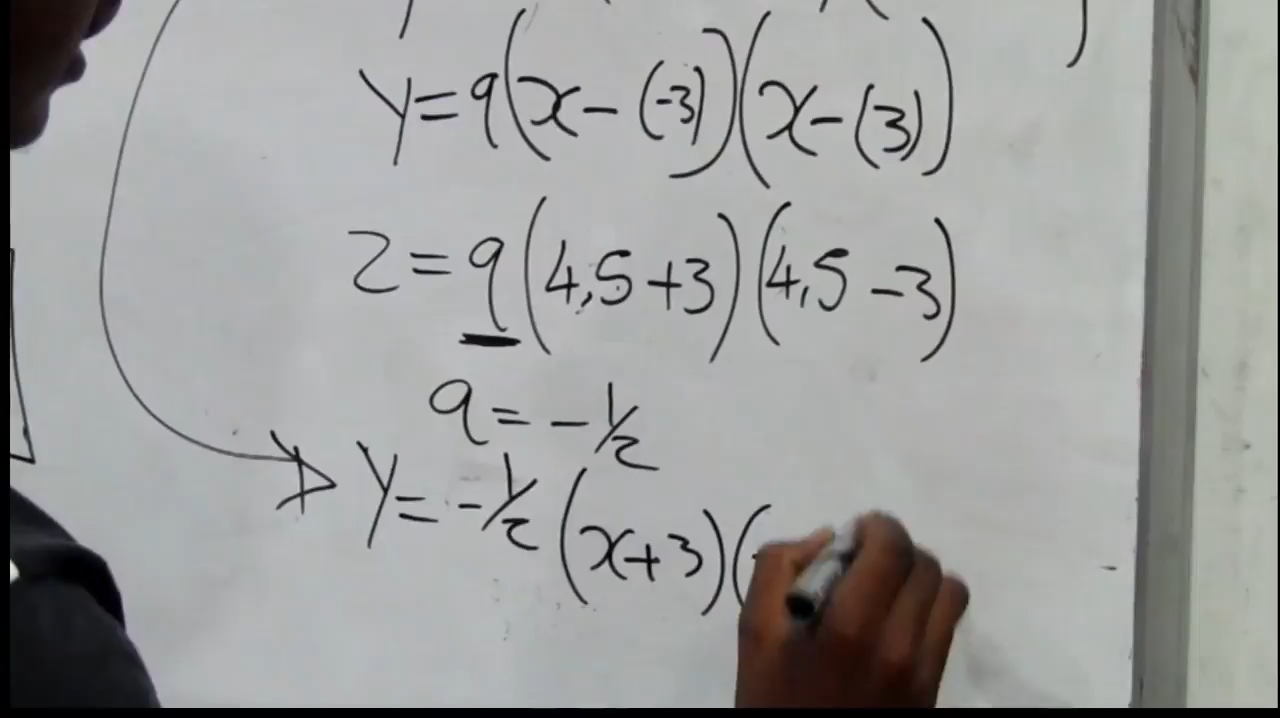 y=a(x-(-3))(x-(3))
2=a(4,5+3)(4,5-3)
a=-1/2
y=-1/2(x+3)(